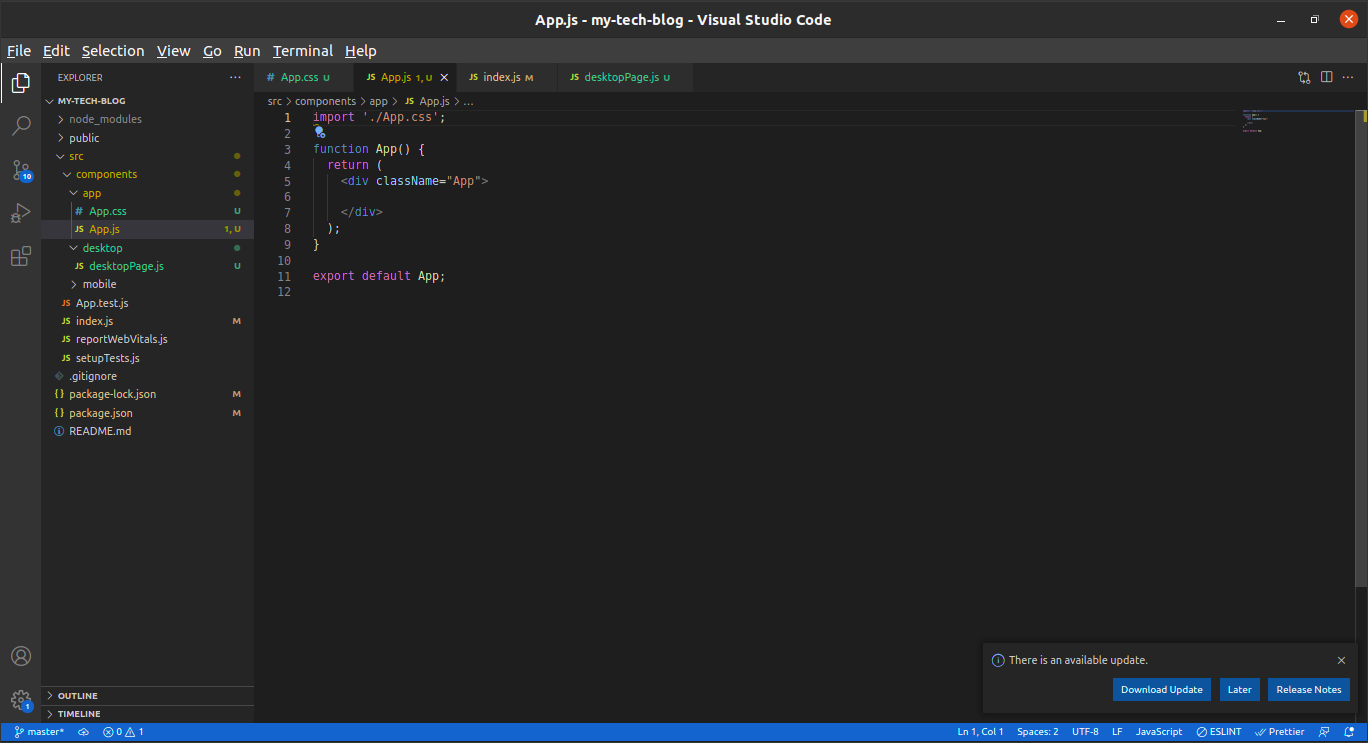 App.js - my-tech-blog - Visual Studio Code
File Edit Selection View Go Run Terminal Help
EXPLORER
MY-TECH-BLOG
node_modules
public
src
components
app
# App.css U
JS App.js 1, U
desktop
JS desktopPage.js U
mobile
JS App.test.js
JS index.js M
JS reportWebVitals.js
JS setupTests.js
.gitignore
{} package-lock.json M
{} package.json M
README.md
OUTLINE
TIMELINE
10
1
# App.css U JS App.js 1, U JS index.js M JS desktopPage.js U
src > components > app > JS App.js > ...
1 import './App.css';
2
3 function App() {
4 return (
5 <div className="App">
6
7 </div>
8 );
9 }
10
11 export default App;
12
There is an available update.
Download Update Later Release Notes
master* 0 1 Ln 1, Col 1 Spaces: 2 UTF-8 LF JavaScript ESLINT Prettier